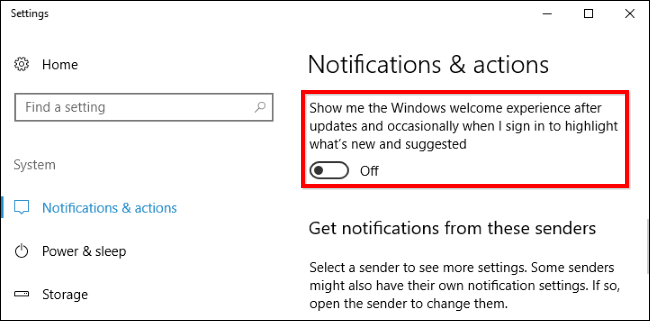 Settings
Home
Find a setting
System
Notifications & actions
Power & sleep
Storage
Notifications & actions
Show me the Windows welcome experience after
updates and occasionally when I sign in to highlight
what's new and suggested
Off
Get notifications from these senders
Select a sender to see more settings. Some senders
might also have their own notification settings. If so,
open the sender to change them.